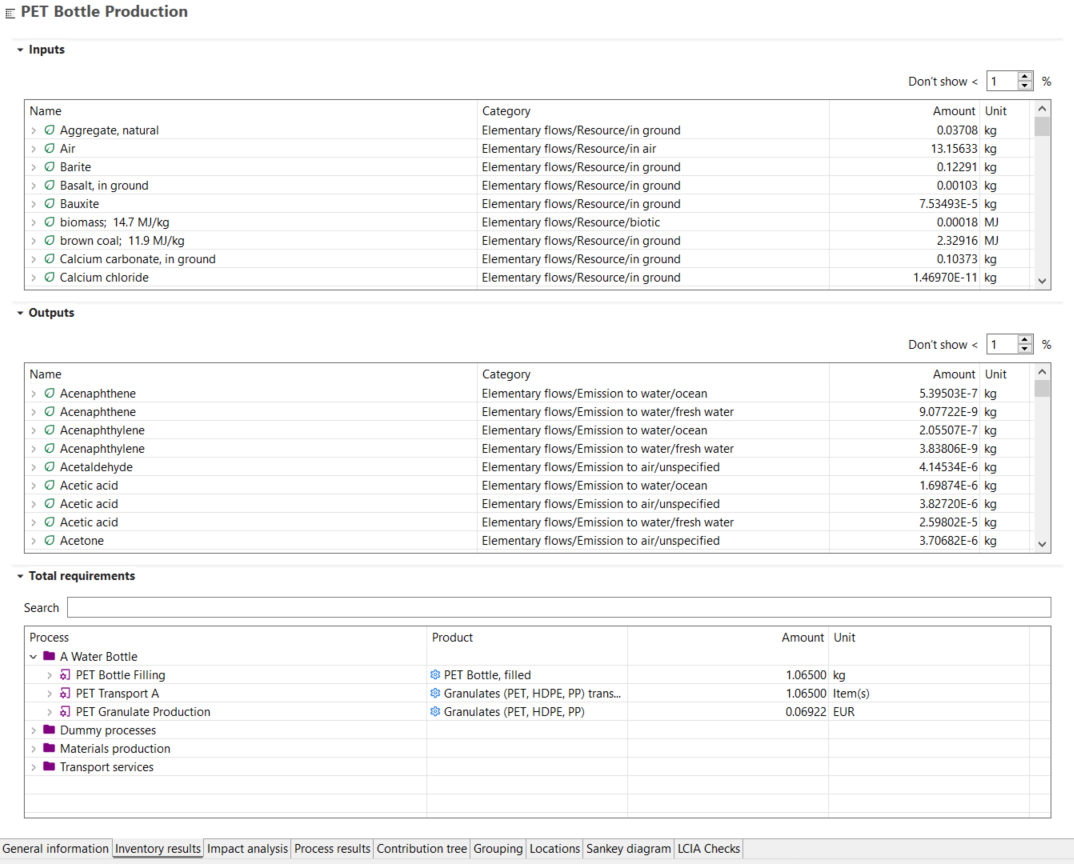 PET Bottle Production
Inputs
Don't show < 1 %
Name Category Amount Unit
Aggregate, natural Elementary flows/Resource/in ground 0.03708 kg
Air Elementary flows/Resource/in air 13.15633 kg
Barite Elementary flows/Resource/in ground 0.12291 kg
Basalt, in ground Elementary flows/Resource/in ground 0.00103 kg
Bauxite Elementary flows/Resource/in ground 7.53493E-5 kg
biomass; 14.7 MJ/kg Elementary flows/Resource/biotic 0.00018 MJ
brown coal; 11.9 MJ/kg Elementary flows/Resource/in ground 2.32916 MJ
Calcium carbonate, in ground Elementary flows/Resource/in ground 0.10373 kg
Calcium chloride Elementary flows/Resource/in ground 1.46970E-11 kg
Outputs
Don't show < 1 %
Name Category Amount Unit
Acenaphthene Elementary flows/Emission to water/ocean 5.39503E-7 kg
Acenaphthene Elementary flows/Emission to water/fresh water 9.07722E-9 kg
Acenaphthylene Elementary flows/Emission to water/ocean 2.05507E-7 kg
Acenaphthylene Elementary flows/Emission to water/fresh water 3.83806E-9 kg
Acetaldehyde Elementary flows/Emission to air/unspecified 4.14534E-6 kg
Acetic acid Elementary flows/Emission to water/ocean 1.69874E-6 kg
Acetic acid Elementary flows/Emission to air/unspecified 3.82720E-6 kg
Acetic acid Elementary flows/Emission to water/fresh water 2.59802E-5 kg
Acetone Elementary flows/Emission to air/unspecified 3.70682E-6 kg
Total requirements
Search
Process Product Amount Unit
A Water Bottle
PET Bottle Filling PET Bottle, filled 1.06500 kg
PET Transport A Granulates (PET, HDPE, PP) trans... 1.06500 Item(s)
PET Granulate Production Granulates (PET, HDPE, PP) 0.06922 EUR
Dummy processes
Materials production
Transport services
General information Inventory results Impact analysis Process results Contribution tree Grouping Locations Sankey diagram LCIA Checks